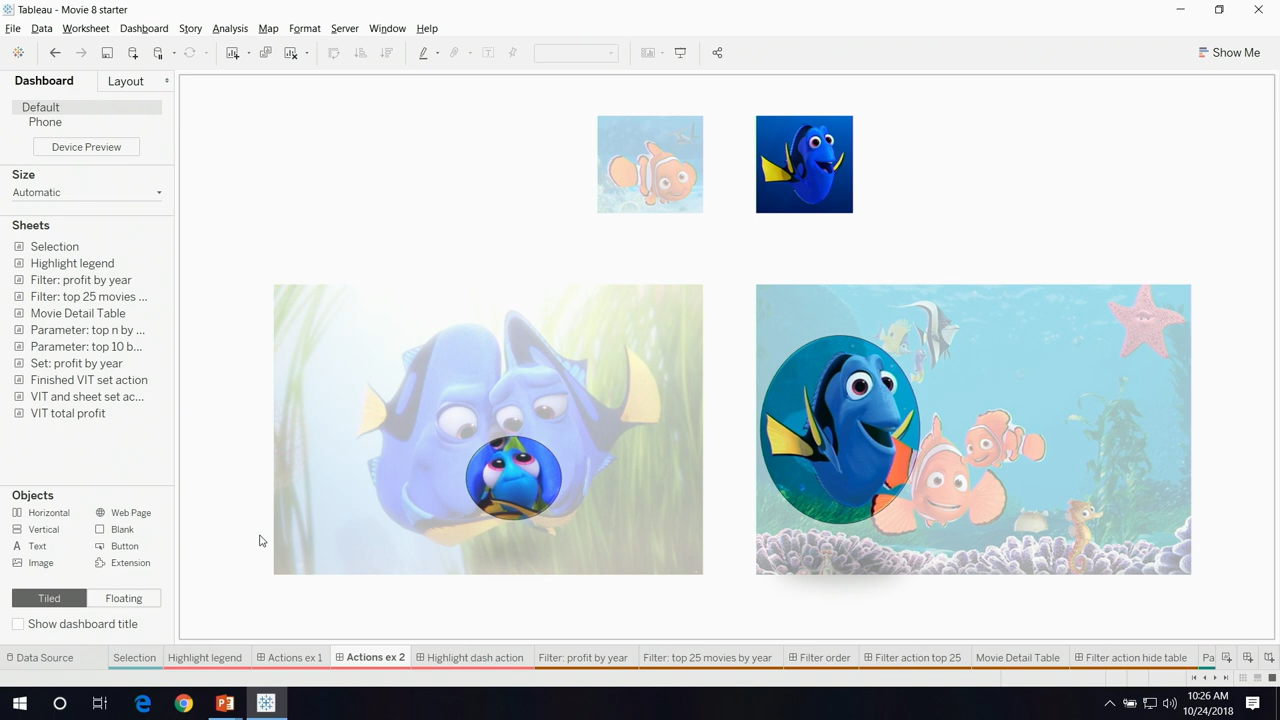 Tableau - Movie 8 starter
File Data Worksheet Dashboard Story Analysis Map Format Server Window Help
Show Me
Dashboard Layout
Default
Phone
Device Preview
Size
Automatic
Sheets
Selection
Highlight legend
Filter: profit by year
Filter: top 25 movies ...
Movie Detail Table
Parameter: top n by ...
Parameter: top 10 b...
Set: profit by year
Finished VIT set action
VIT and sheet set ac...
VIT total profit
Objects
Horizontal Web Page
Vertical Blank
Text Button
Image Extension
Tiled Floating
Show dashboard title
Data Source Selection Highlight legend Actions ex 1 Actions ex 2 Highlight dash action Filter: profit by year Filter: top 25 movies by year Filter order Filter action top 25 Movie Detail Table Filter action hide table Pa
10:26 AM
10/24/2018